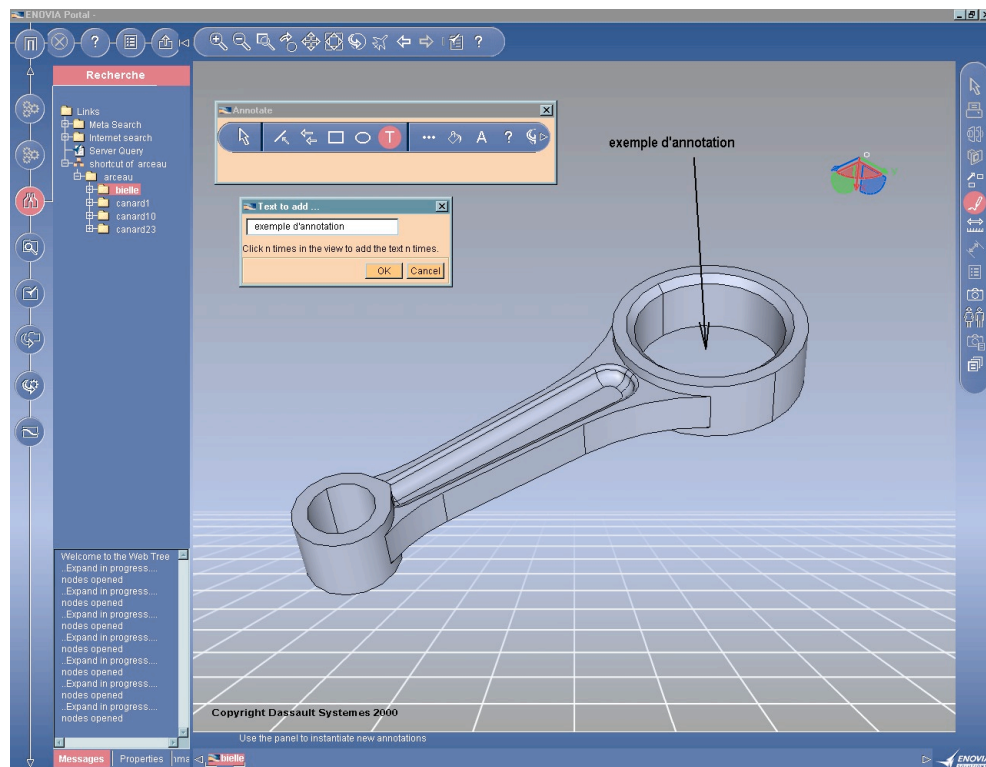 ENOVIA Portal -
Recherche
Links
Meta Search
Internet search
Server Query
shortcut of arceau
arceau
bielle
canard1
canard10
canard23
Annotate
T
A
?
Text to add ...
exemple d'annotation
Click n times in the view to add the text n times.
OK
Cancel
exemple d'annotation
Welcome to the Web Tree
..Expand in progress....
nodes opened
..Expand in progress....
nodes opened
..Expand in progress....
nodes opened
..Expand in progress....
nodes opened
..Expand in progress....
nodes opened
..Expand in progress....
nodes opened
..Expand in progress....
nodes opened
Copyright Dassault Systemes 2000
Use the panel to instantiate new annotations
Messages
Properties
bielle
ENOVIA